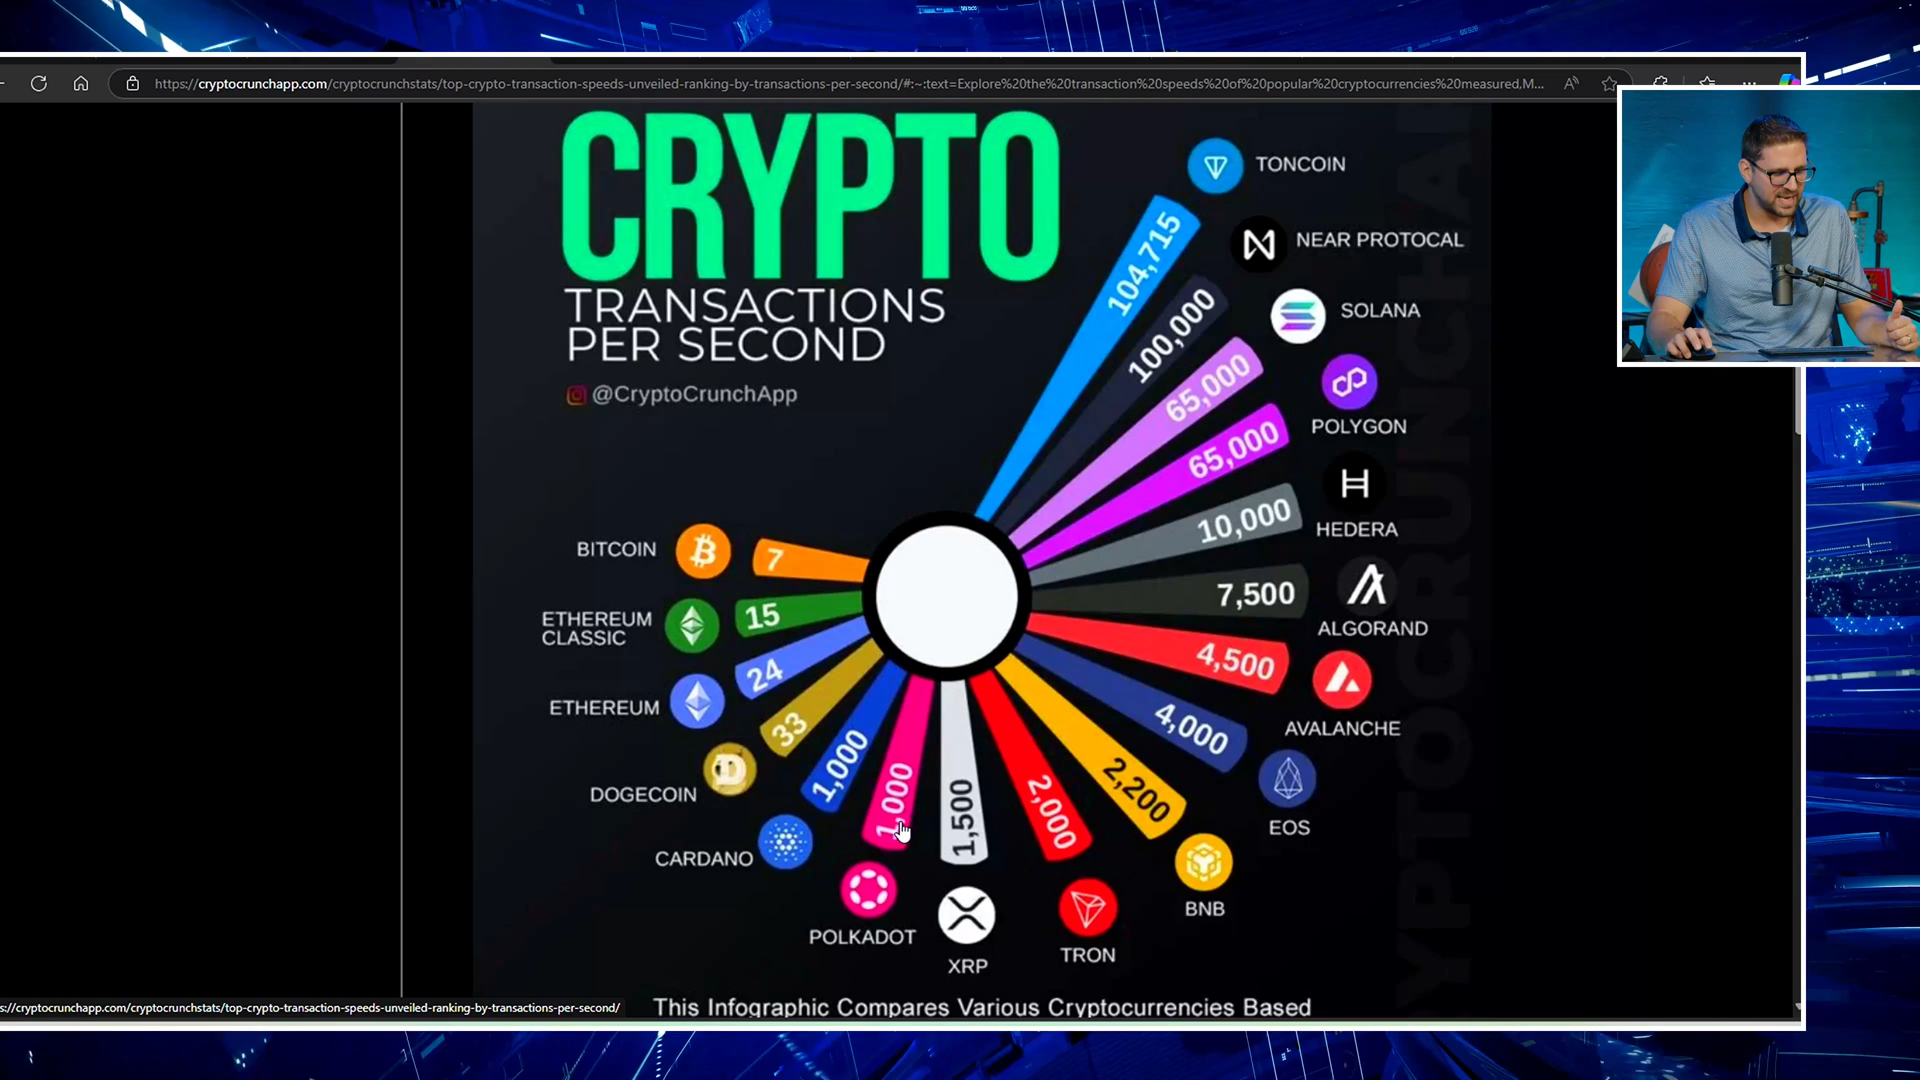 https://cryptocrunchapp.com/cryptocrunchstats/top-crypto-transaction-speeds-unveiled-ranking-by-transactions-per-second/#:~:text=Explore%20the%20transaction%20speeds%20of%20popular%20cryptocurrencies%20measured,M...
CRYPTO
TRANSACTIONS
PER SECOND
@CryptoCrunchApp
TONCOIN
104,715
NEAR PROTOCAL
100,000
SOLANA
65,000
POLYGON
65,000
HEDERA
10,000
ALGORAND
7,500
AVALANCHE
4,500
EOS
4,000
BNB
2,200
TRON
2,000
XRP
1,500
POLKADOT
1,000
CARDANO
1,000
DOGECOIN
33
ETHEREUM
24
ETHEREUM
CLASSIC
15
BITCOIN
7
This Infographic Compares Various Cryptocurrencies Based
s://cryptocrunchapp.com/cryptocrunchstats/top-crypto-transaction-speeds-unveiled-ranking-by-transactions-per-second/